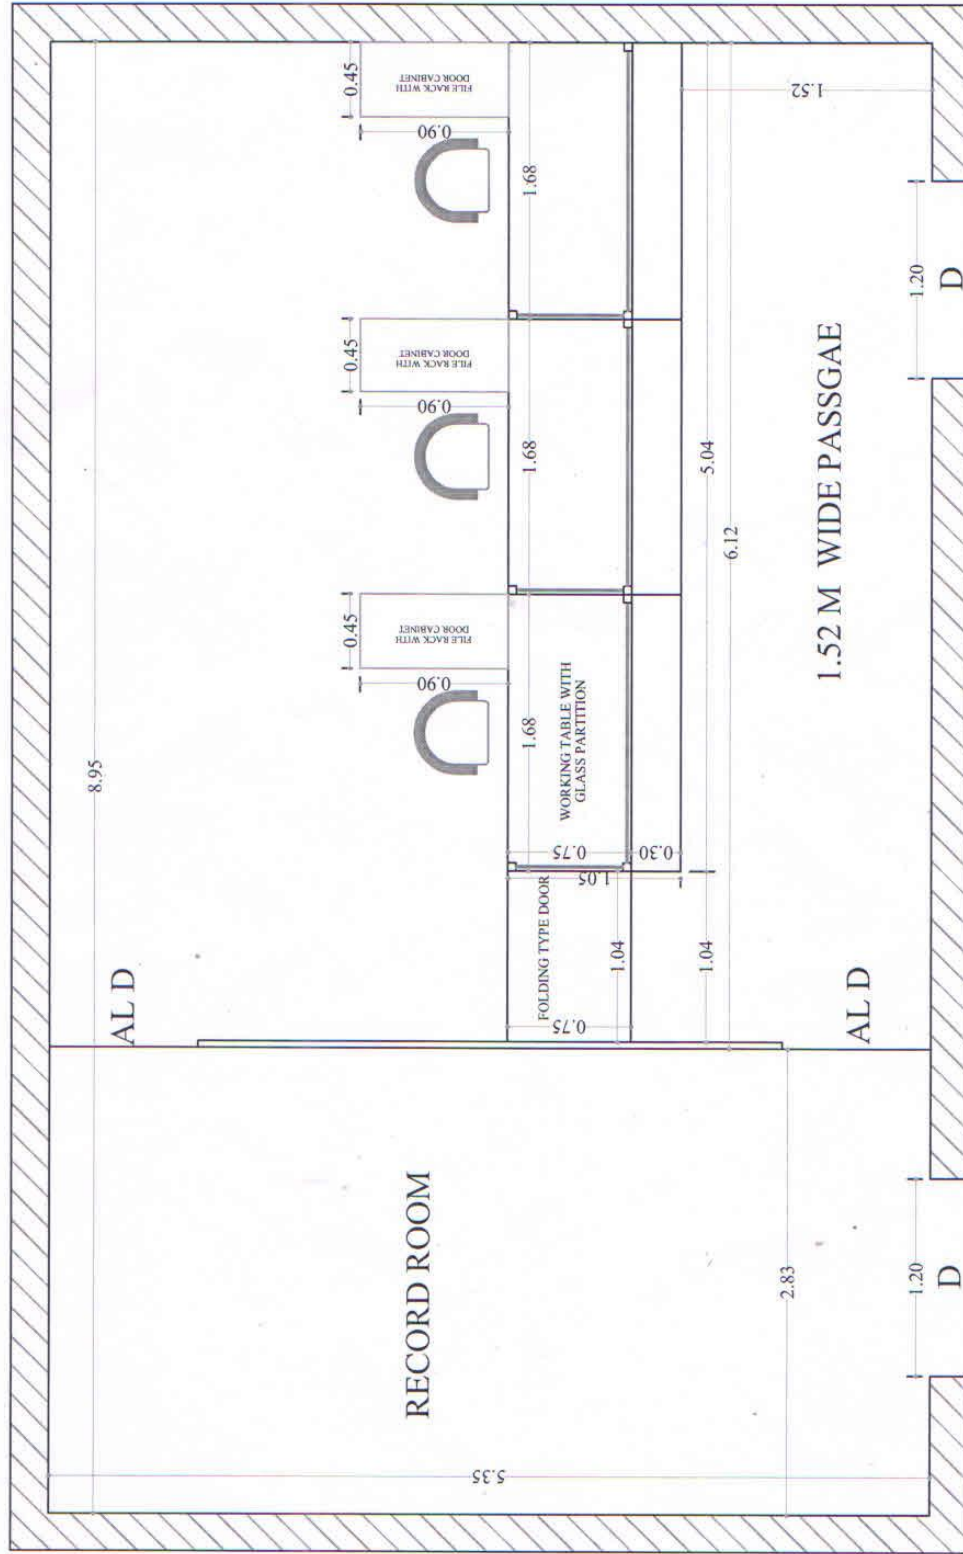 8.95
AL D
0.45
FILE RACK WITH
DOOR CABINET
0.90
0.45
FILE RACK WITH
DOOR CABINET
0.90
0.45
FILE RACK WITH
DOOR CABINET
0.90
RECORD ROOM
5.35
FOLDING TYPE DOOR
0.75
1.04
1.68
WORKING TABLE WITH
GLASS PARTITION
0.75
0.30
1.05
1.68
1.68
1.04
5.04
6.12
2.83
1.52
AL D
1.52 M WIDE PASSGAE
1.20
D
1.20
D